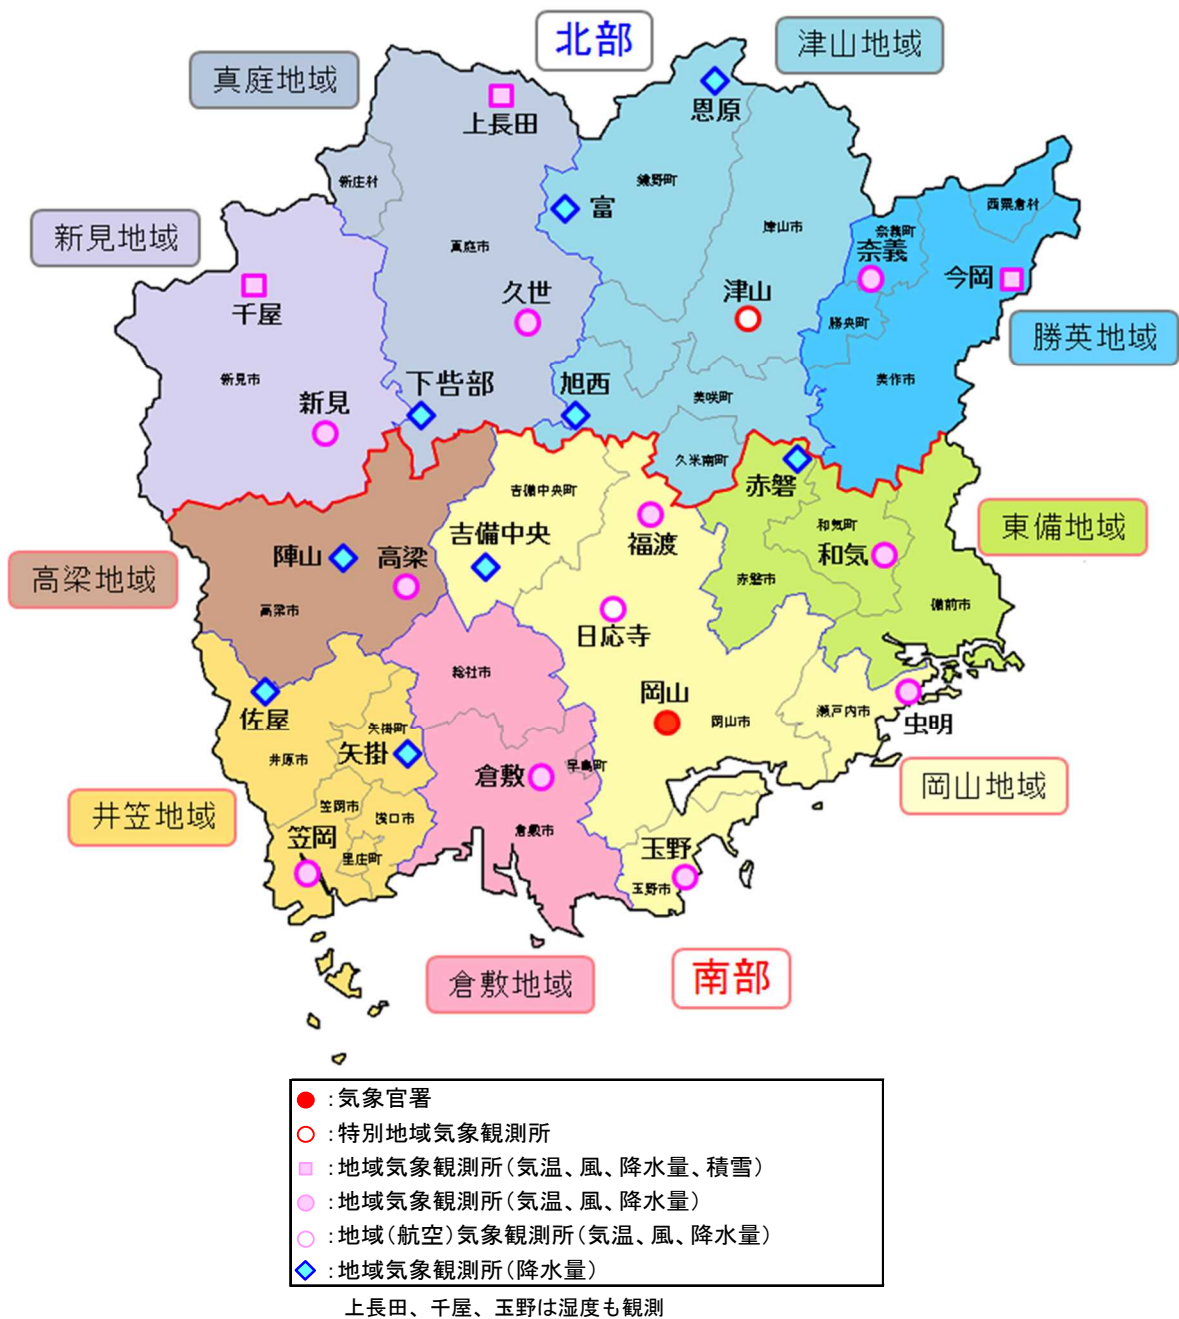 北部
津山地域
真庭地域
恩原
上長田
新庄村
鏡野町
西粟倉村
富
津山市
奈義町
新見地域
真庭市
奈義
今岡
千屋
久世
津山
勝央町
勝英地域
新見市
美作市
下呰部
旭西
新見
美咲町
久米南町
赤磐
吉備中央町
東備地域
陣山
高梁
吉備中央
福渡
和気町
和気
高梁地域
赤磐市
高梁市
備前市
日応寺
総社市
岡山
佐屋
矢掛町
岡山市
瀬戸内市
虫明
井原市
矢掛
早島町
倉敷
岡山地域
井笠地域
笠岡市
浅口市
倉敷市
笠岡
里庄町
玉野
玉野市
倉敷地域
南部
：気象官署
：特別地域気象観測所
：地域気象観測所（気温、風、降水量、積雪）
：地域気象観測所（気温、風、降水量）
：地域（航空）気象観測所（気温、風、降水量）
：地域気象観測所（降水量）
上長田、千屋、玉野は湿度も観測